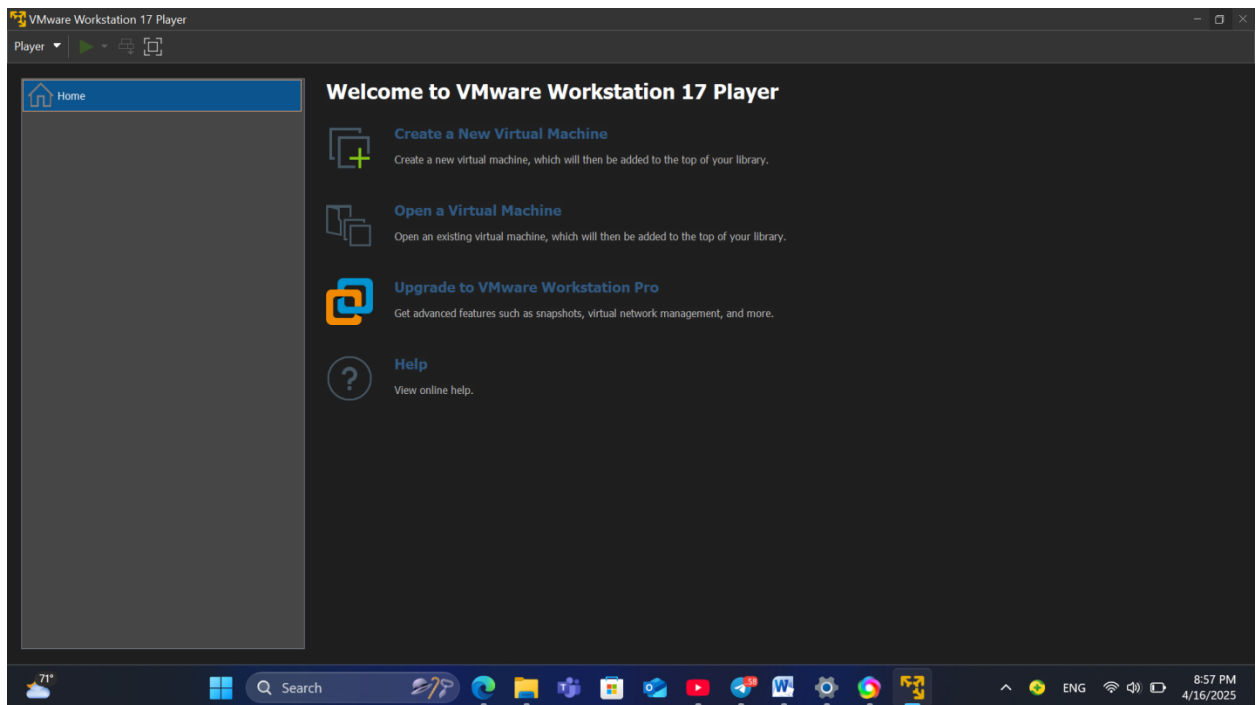 VMware Workstation 17 Player
Player
Home
Welcome to VMware Workstation 17 Player
Create a New Virtual Machine
Create a new virtual machine, which will then be added to the top of your library.
Open a Virtual Machine
Open an existing virtual machine, which will then be added to the top of your library.
Upgrade to VMware Workstation Pro
Get advanced features such as snapshots, virtual network management, and more.
?
Help
View online help.
71°
Search
58
W
ENG
8:57 PM
4/16/2025